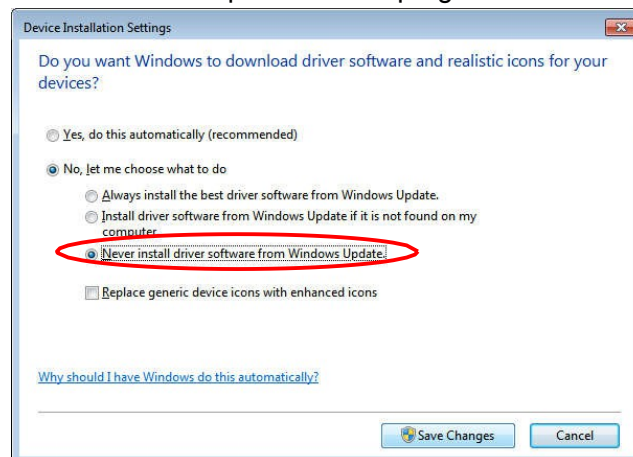 Device Installation Settings
Do you want Windows to download driver software and realistic icons for your
devices?
Yes, do this automatically (recommended)
No, let me choose what to do
Always install the best driver software from Windows Update.
Install driver software from Windows Update if it is not found on my
computer
Never install driver software from Windows Update.
Replace generic device icons with enhanced icons
Why should I have Windows do this automatically?
Save Changes
Cancel